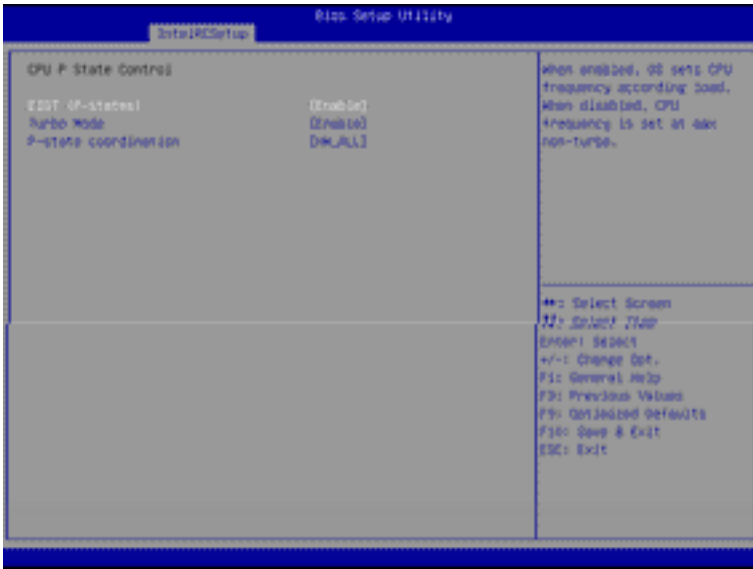 Bios Setup Utility
IntelRCSetup
CPU P State Control
EIST (P-states) [Enable]
Turbo Mode [Enable]
P-state coordination [HW_ALL]
When enabled, OS sets CPU
frequency according load.
When disabled, CPU
frequency is set at max
non-turbo.
: Select Screen
: Select Item
Enter: Select
+/-: Change Opt.
F1: General Help
Previous Values
F9: Optimized Defaults
F10: Save & Exit
ESC: Exit